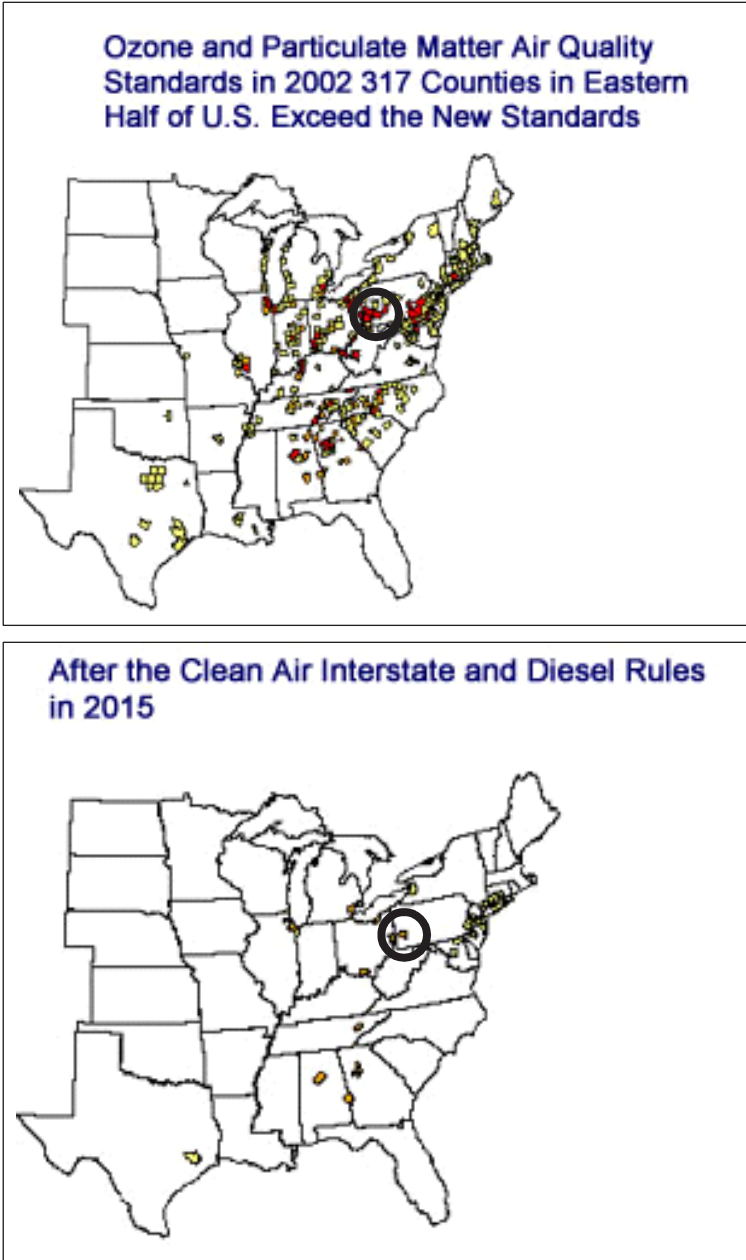 Ozone and Particulate Matter Air Quality
Standards in 2002 317 Counties in Eastern
Half of U.S. Exceed the New Standards
After the Clean Air Interstate and Diesel Rules
in 2015